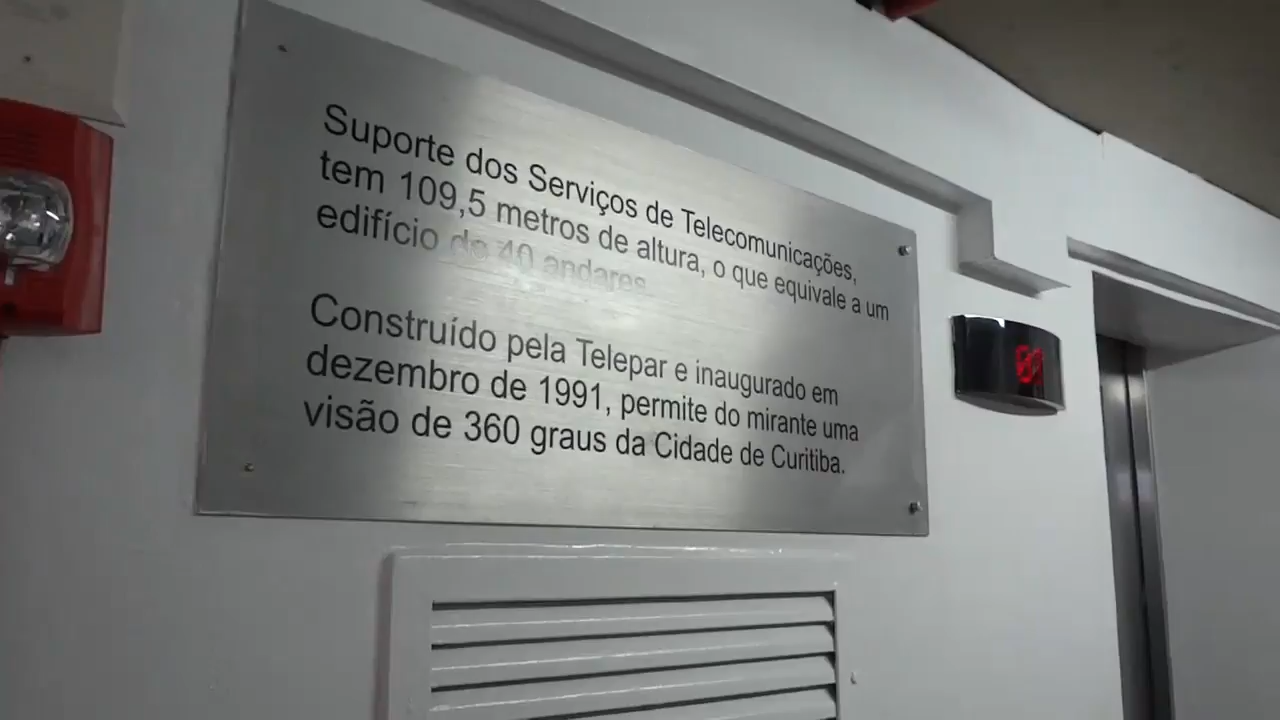 Suporte dos Serviços de Telecomunicações,
tem 109,5 metros de altura, o que equivale a um
edifício de 40 andares.
Construído pela Telepar e inaugurado em
dezembro de 1991, permite do mirante uma
visão de 360 graus da Cidade de Curitiba.